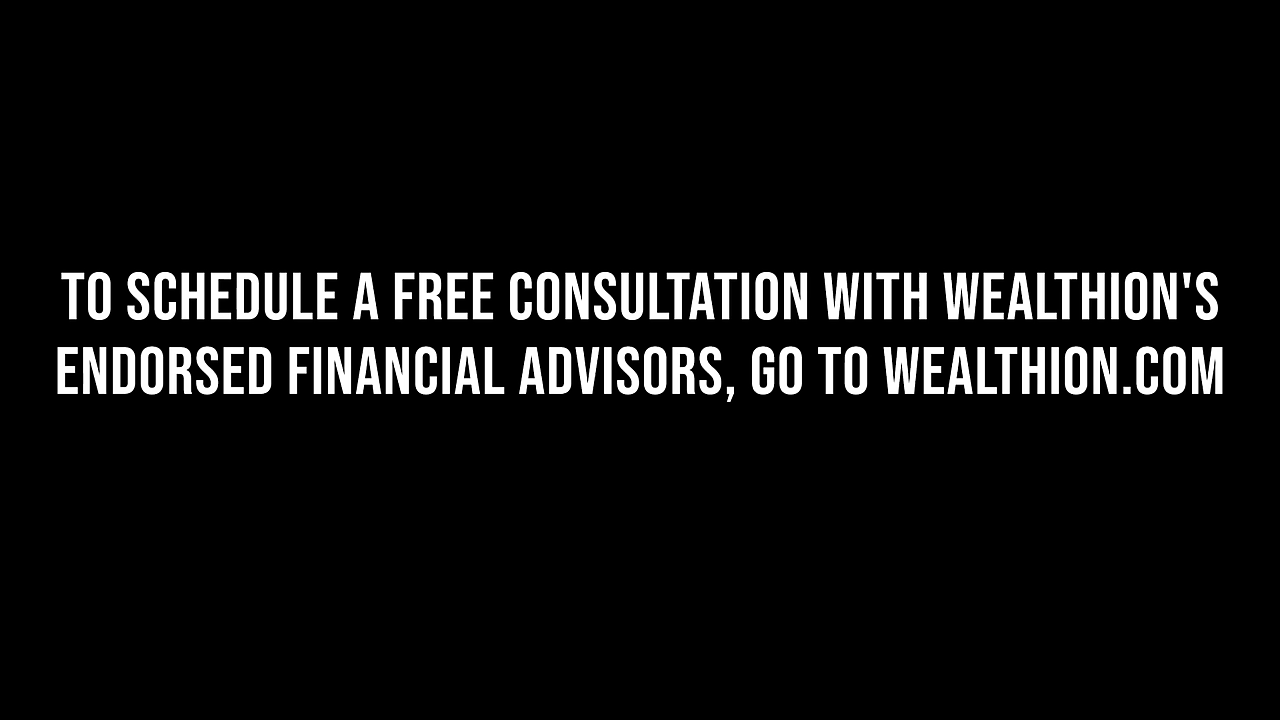 TO SCHEDULE A FREE CONSULTATION WITH WEALTHION'S
ENDORSED FINANCIAL ADVISORS, GO TO WEALTHION.COM